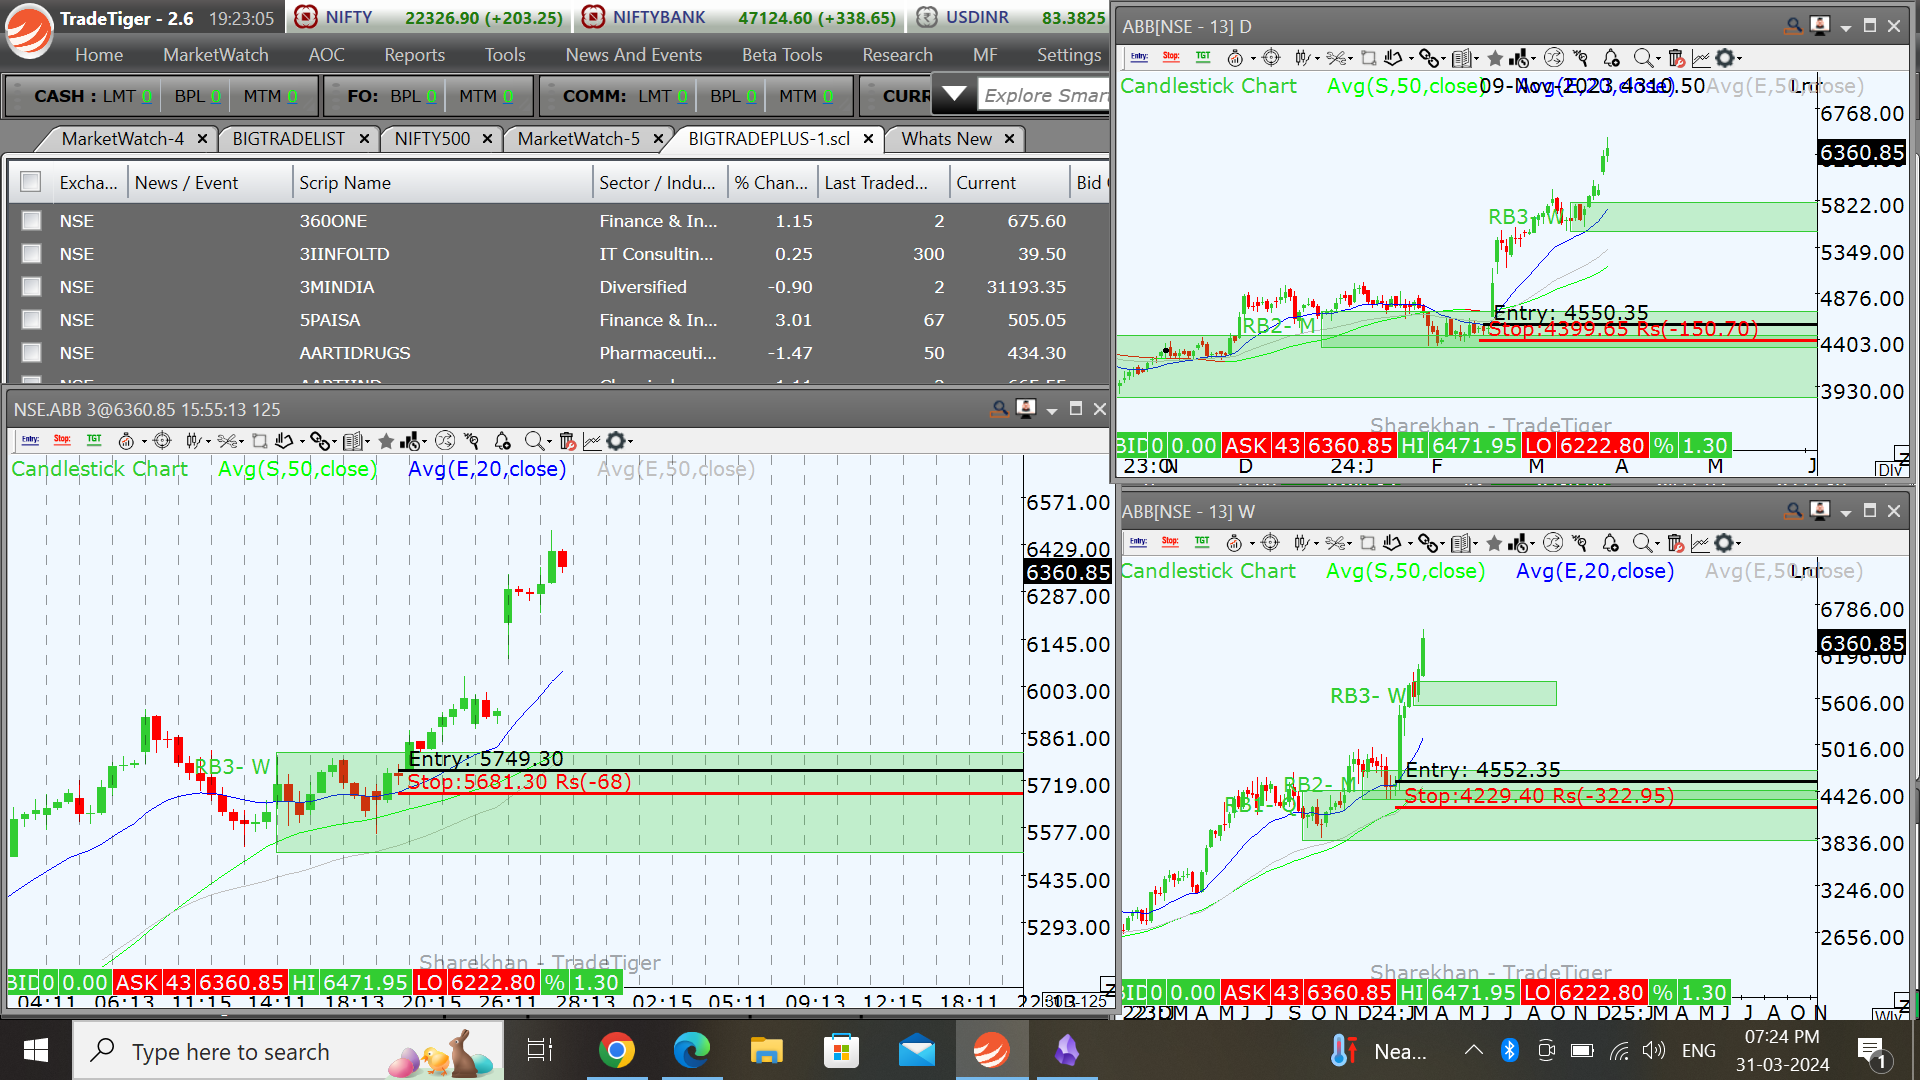 TradeTiger - 2.6 19:23:05 NIFTY 22326.90 (+203.25) NIFTYBANK 47124.60 (+338.65) USDINR 83.3825
Home MarketWatch AOC Reports Tools News And Events Beta Tools Research MF Settings
CASH : LMT 0 BPL 0 MTM 0 FO: BPL 0 MTM 0 COMM: LMT 0 BPL 0 MTM 0 CURR Explore Smar
MarketWatch-4 BIGTRADELIST NIFTY500 MarketWatch-5 BIGTRADEPLUS-1.scl Whats New
Excha... News / Event Scrip Name Sector / Indu... % Chan... Last Traded... Current Bid
NSE 360ONE Finance & In... 1.15 2 675.60
NSE 3IINFOLTD IT Consultin... 0.25 300 39.50
NSE 3MINDIA Diversified -0.90 2 31193.35
NSE 5PAISA Finance & In... 3.01 67 505.05
NSE AARTIDRUGS Pharmaceuti... -1.47 50 434.30
NSE.ABB 3@6360.85 15:55:13 125
Entry: Stop: TGT
Candlestick Chart Avg(S,50,close) Avg(E,20,close) Avg(E,50,close)
6571.00
6429.00
6360.85
6287.00
6145.00
6003.00
5861.00
RB3- W
Entry: 5749.30
Stop:5681.30 Rs(-68)
5719.00
5577.00
5435.00
5293.00
Sharekhan - TradeTiger
BID 0 0.00 ASK 43 6360.85 HI 6471.95 LO 6222.80 % 1.30
04:11 06:13 13:15 14:11 18:13 20:15 26:11 28:13 02:15 05:11 09:13 12:15 18:11
ABB[NSE - 13] D
Entry: Stop: TGT
Candlestick Chart Avg(S,50,close) 09-Nov-2023 4310.50 Avg(E,20,close) Avg(E,50,close)
6768.00
6360.85
5822.00
RB3- W
5349.00
4876.00
RB2- M
Entry: 4550.35
Stop:4399.65 Rs(-150.70)
4403.00
3930.00
Sharekhan - TradeTiger
BID 0 0.00 ASK 43 6360.85 HI 6471.95 LO 6222.80 % 1.30
23:O N D 24:J F M A M J
Dly
ABB[NSE - 13] W
Entry: Stop: TGT
Candlestick Chart Avg(S,50,close) Avg(E,20,close) Avg(E,50,close)
6786.00
6360.85
6196.00
RB3- W
5606.00
5016.00
RB2- M
RB1- Q
Entry: 4552.35
Stop:4229.40 Rs(-322.95)
4426.00
3836.00
3246.00
2656.00
Sharekhan - TradeTiger
BID 0 0.00 ASK 43 6360.85 HI 6471.95 LO 6222.80 % 1.30
M A M J J A S O N D 24:J M A M J J A O N D 25:J A M J J A O N
Wly
Type here to search
Nea... ENG 07:24 PM
31-03-2024
1